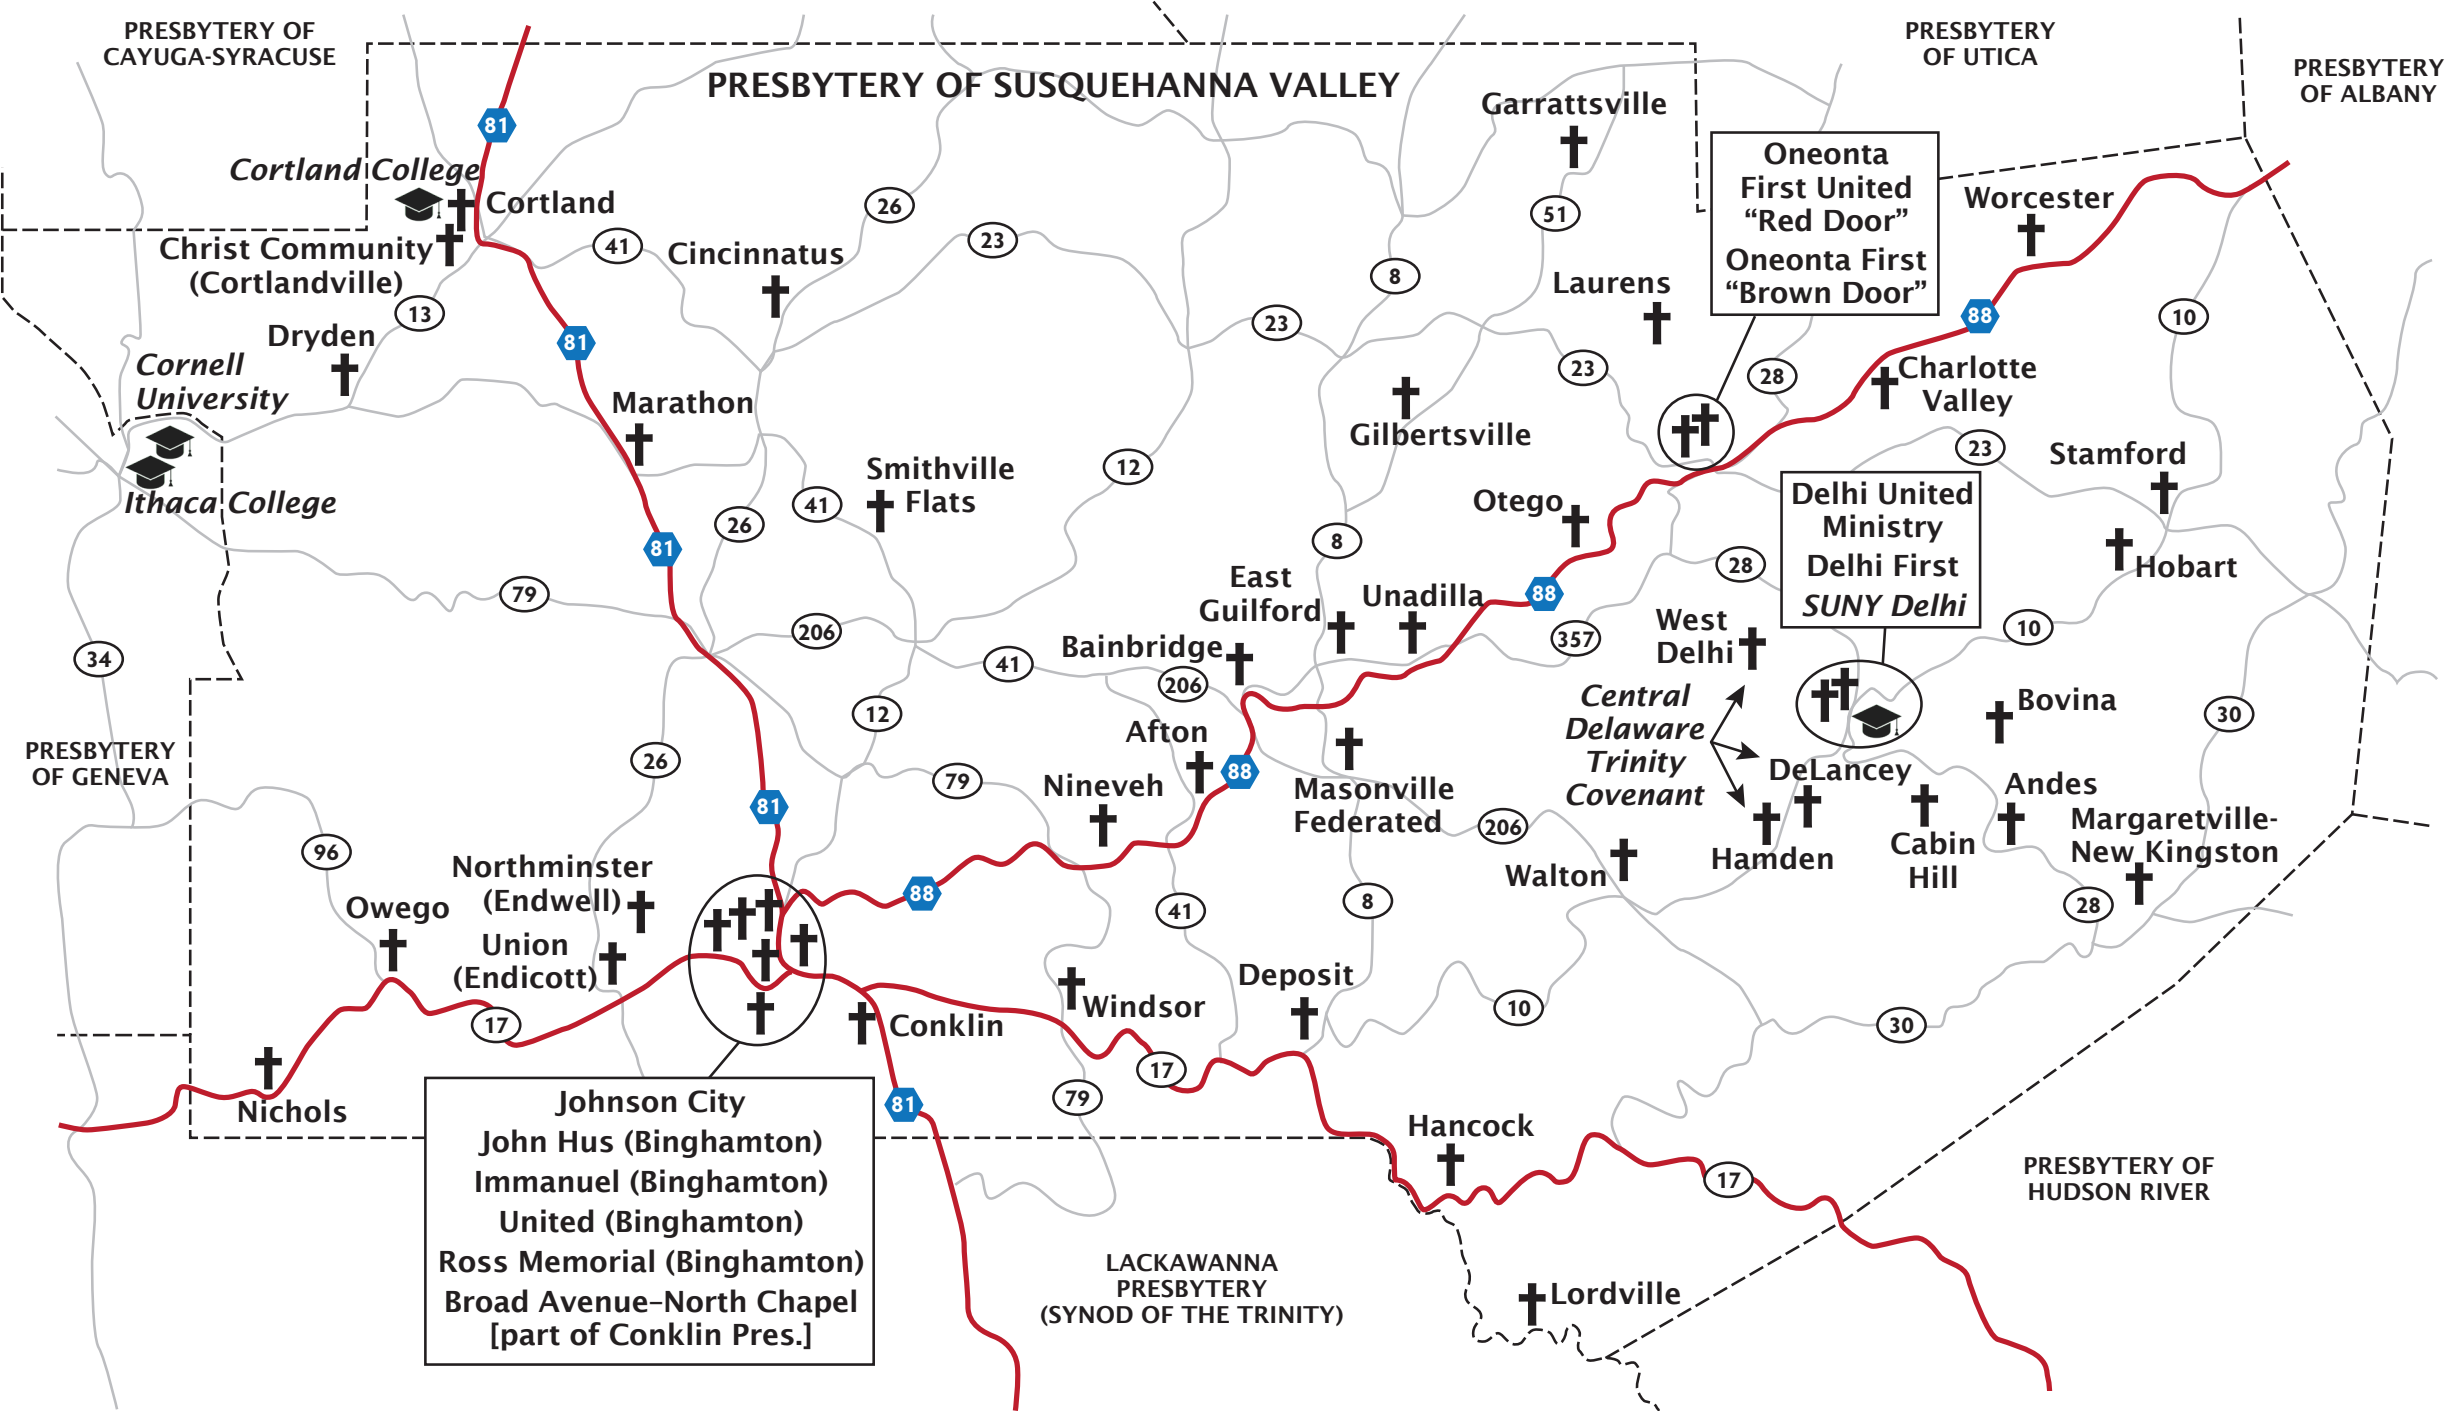 PRESBYTERY OF
CAYUGA-SYRACUSE
PRESBYTERY OF SUSQUEHANNA VALLEY
PRESBYTERY
OF UTICA
PRESBYTERY
OF ALBANY
Garrattsville
81
Cortland College
Cortland
Christ Community
(Cortlandville)
41
Cincinnatus
26
23
51
8
Oneonta
First United
“Red Door”
Oneonta First
“Brown Door”
Worcester
Laurens
13
Dryden
81
23
23
28
88
10
Cornell
University
Marathon
Gilbertsville
Charlotte
Valley
Ithaca College
Smithville
Flats
41
26
12
Otego
23
Stamford
81
8
Delhi United
Ministry
Delhi First
SUNY Delhi
Hobart
79
206
East
Guilford
Unadilla
88
28
34
41
Bainbridge
206
357
West
Delhi
10
12
Central
Delaware
Trinity
Covenant
Bovina
30
PRESBYTERY
OF GENEVA
26
79
Afton
88
Nineveh
Masonville
Federated
DeLancey
Andes
81
96
206
Hamden
Cabin
Hill
Margaretville-
New Kingston
Northminster
(Endwell)
88
Walton
Owego
Union
(Endicott)
41
8
28
17
Conklin
Windsor
Deposit
10
30
Nichols
17
79
81
Johnson City
John Hus (Binghamton)
Immanuel (Binghamton)
United (Binghamton)
Ross Memorial (Binghamton)
Broad Avenue–North Chapel
[part of Conklin Pres.]
Hancock
17
PRESBYTERY OF
HUDSON RIVER
LACKAWANNA
PRESBYTERY
(SYNOD OF THE TRINITY)
Lordville